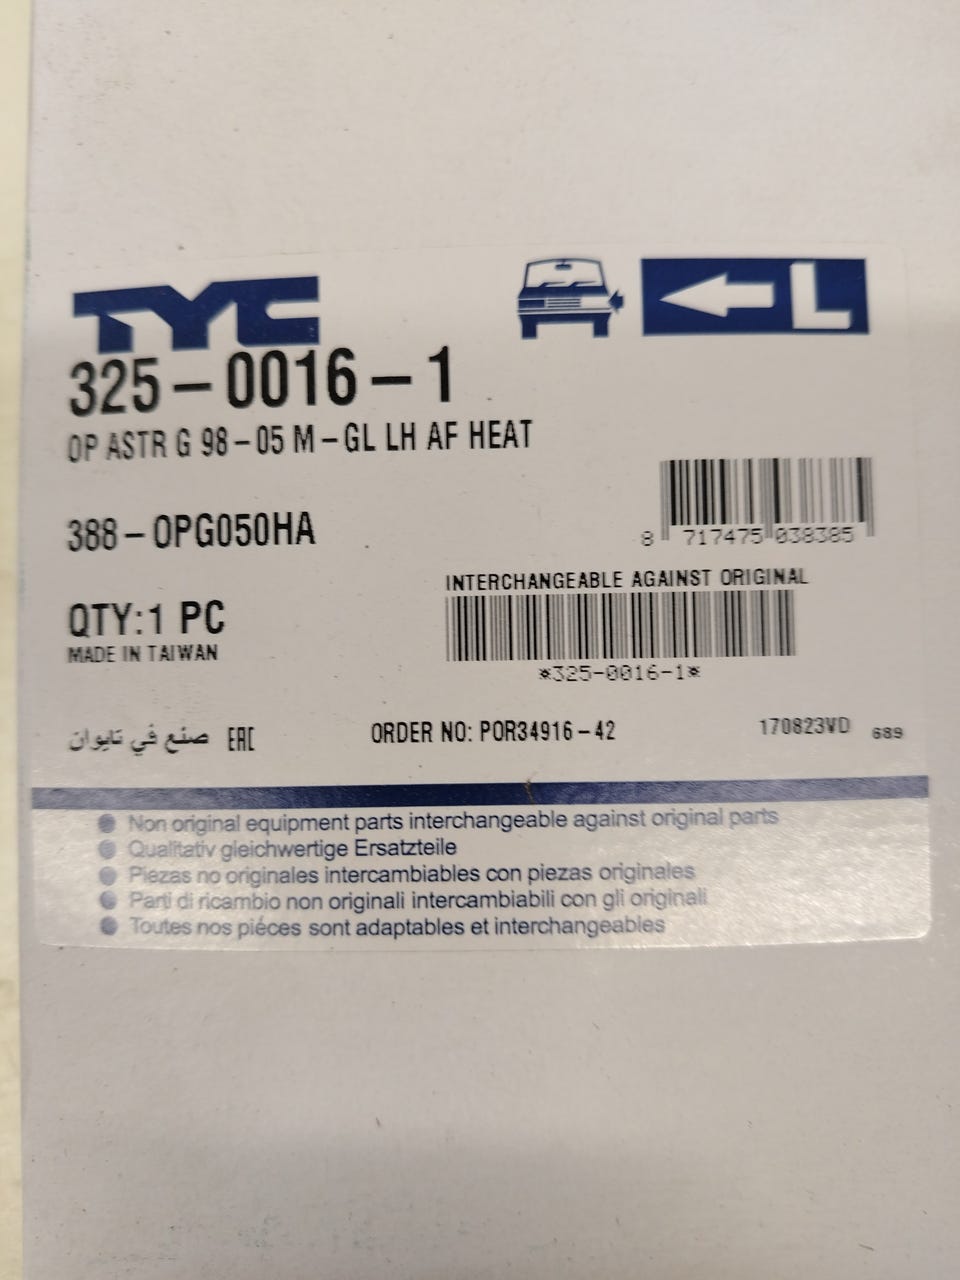 TYC
L
325-0016-1
OP ASTR G 98-05 M-GL LH AF HEAT
388-OPG050HA
8 717475 038385
INTERCHANGEABLE AGAINST ORIGINAL
QTY:1 PC
MADE IN TAIWAN
*325-0016-1*
صنع في تايوان EAC
ORDER NO: POR34916-42
170823VD 689
Non original equipment parts interchangeable against original parts
Qualitativ gleichwertige Ersatzteile
Piezas no originales intercambiables con piezas originales
Parti di ricambio non originali intercambiabili con gli originali
Toutes nos piéces sont adaptables et interchangeables